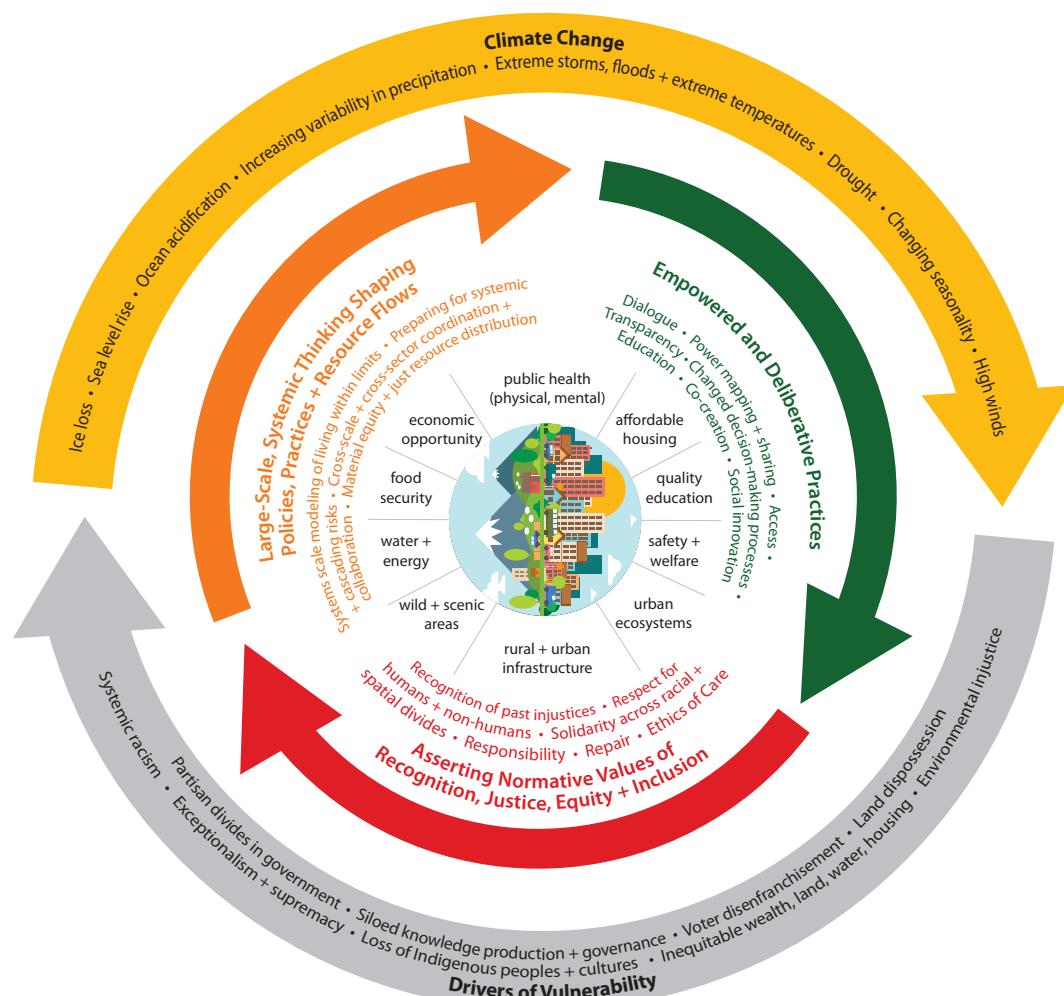 Climate Change
Ice loss • Sea level rise • Ocean acidification • Increasing variability in precipitation • Extreme storms, floods + extreme temperatures • Drought • Changing seasonality • High winds
Large-Scale, Systemic Thinking Shaping
Policies, Practices + Resource Flows
Systems scale modeling of living within limits • Preparing for systemic
+ cascading risks • Cross-scale + cross-sector coordination +
collaboration • Material equity + just resource distribution
Empowered and Deliberative Practices
Dialogue • Power mapping + sharing • Access •
Transparency • Changed decision-making processes •
Education • Co-creation • Social innovation
public health
(physical, mental)
affordable
housing
quality
education
safety +
welfare
urban
ecosystems
rural + urban
infrastructure
wild + scenic
areas
water +
energy
food
security
economic
opportunity
Recognition of past injustices • Respect for
humans + non-humans • Solidarity across racial +
spatial divides • Responsibility • Repair • Ethics of Care
Asserting Normative Values of
Recognition, Justice, Equity + Inclusion
Partisan divides in government • Siloed knowledge production + governance • Voter disenfranchisement • Land dispossession
Systemic racism • Exceptionalism + supremacy • Loss of Indigenous peoples + cultures • Inequitable wealth, land, water, housing • Environmental injustice
Drivers of Vulnerability